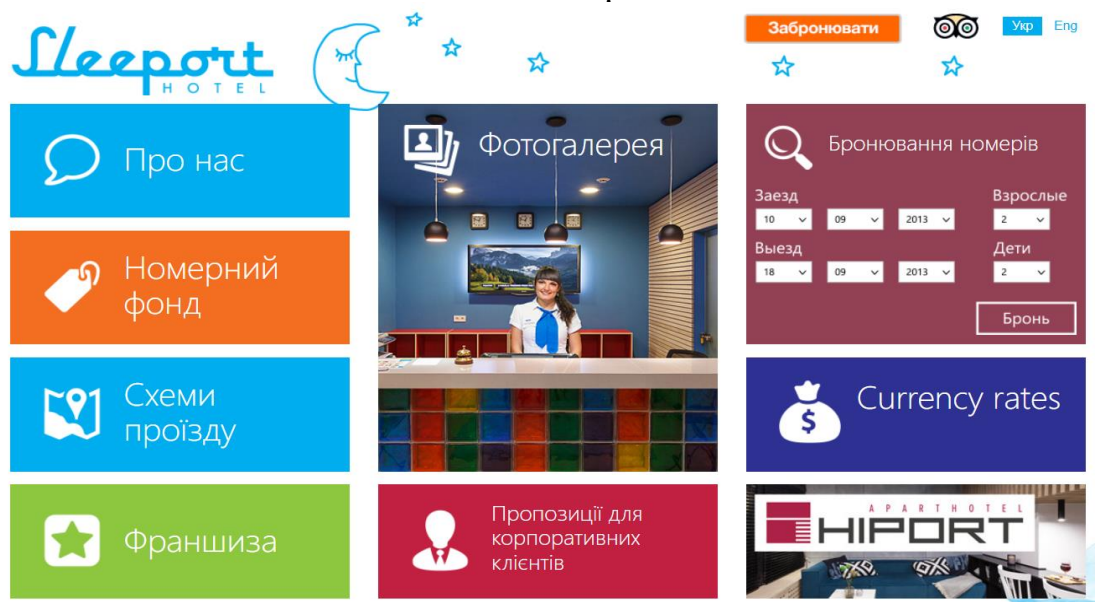 Sleeport
HOTEL
Забронювати
Укр
Eng
Про нас
Номерний
фонд
Схеми
проїзду
Франшиза
Фотогалерея
Пропозиції для
корпоративних
клієнтів
Бронювання номерів
Заезд
Взрослые
10 09 2013 2
Выезд
Дети
18 09 2013 2
Бронь
$
Currency rates
APARTHOTEL
HIPORT